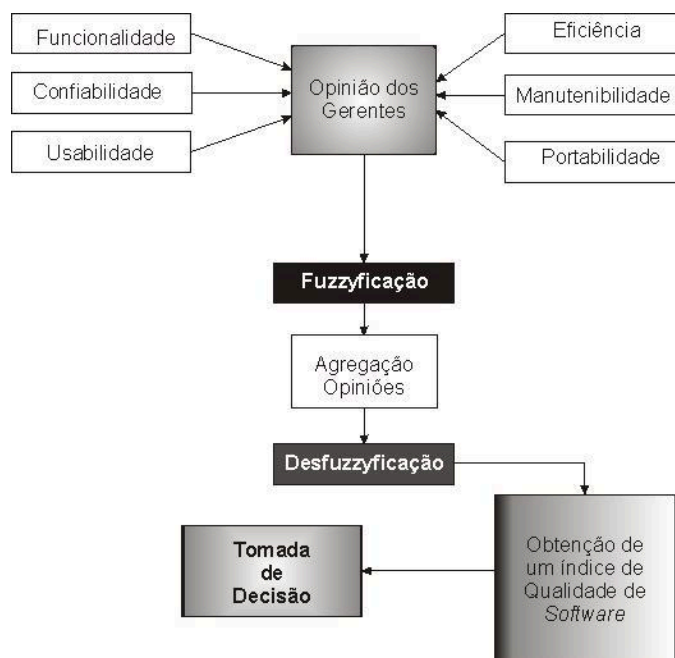 Funcionalidade
Confiabilidade
Usabilidade
Opinião dos
Gerentes
Eficiência
Manutenibilidade
Portabilidade
Fuzzyficação
Agregação
Opiniões
Desfuzzyficação
Obtenção de
um índice de
Qualidade de
Software
Tomada
de
Decisão